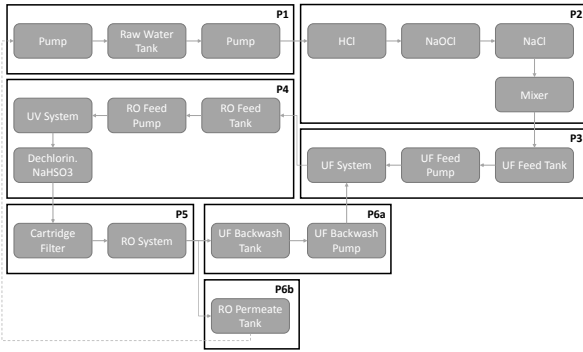 P1
Pump
Raw Water
Tank
Pump
P2
HCl
NaOCl
NaCl
Mixer
P4
UV System
RO Feed
Pump
RO Feed
Tank
Dechlorin.
NaHSO3
P3
UF System
UF Feed
Pump
UF Feed Tank
P5
Cartridge
Filter
RO System
P6a
UF Backwash
Tank
UF Backwash
Pump
P6b
RO Permeate
Tank